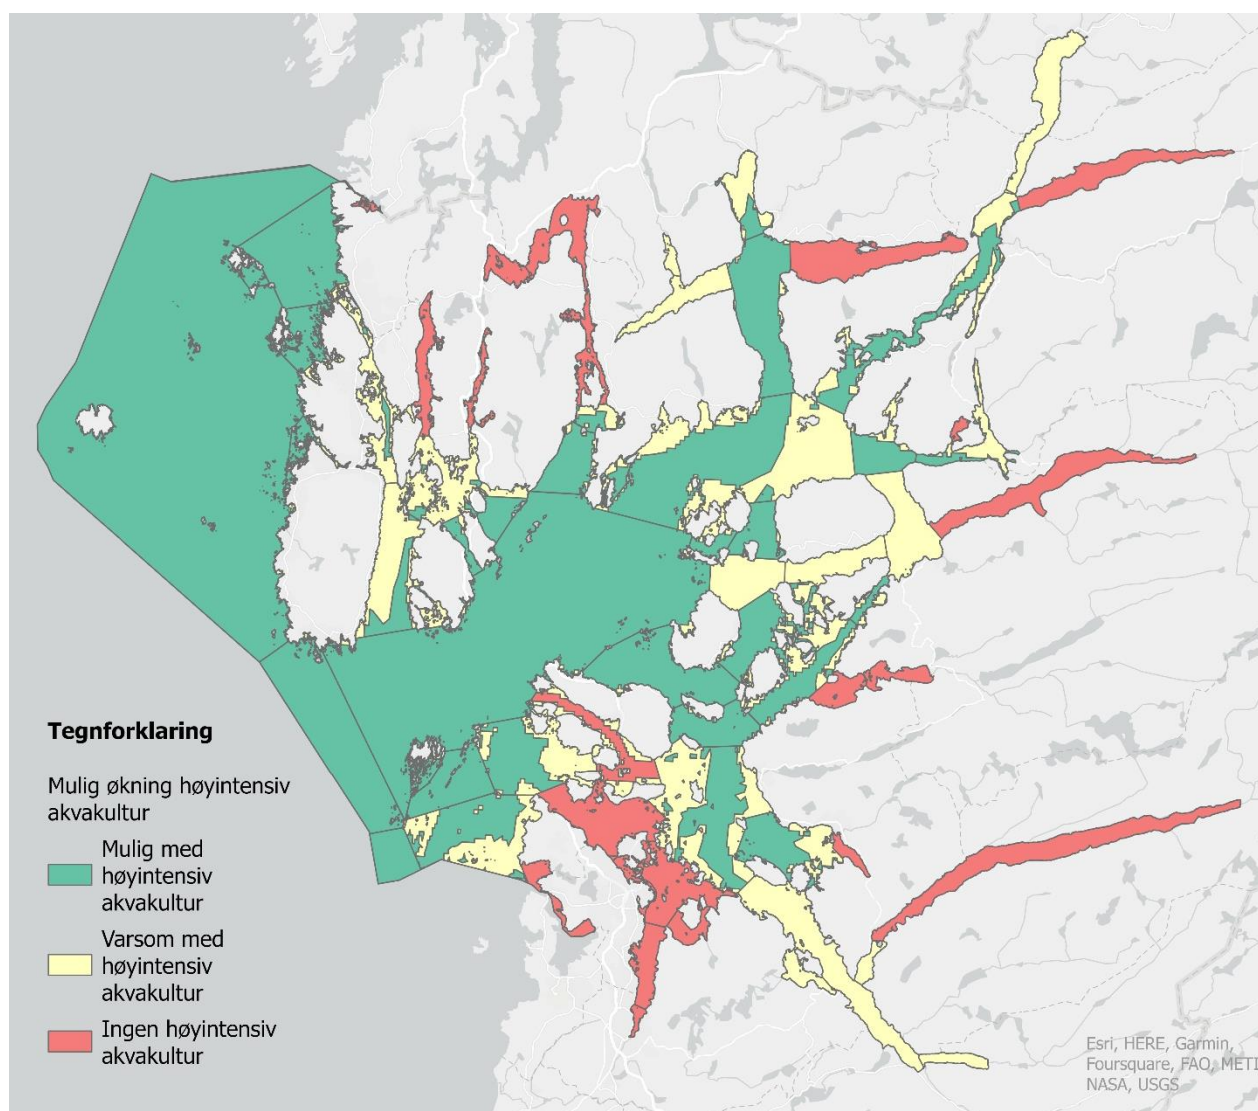 Tegnforklaring
Mulig økning høyintensiv
akvakultur
Mulig med
høyintensiv
akvakultur
Varsom med
høyintensiv
akvakultur
Ingen høyintensiv
akvakultur
Esri, HERE, Garmin,
Foursquare, FAO, METI
NASA, USGS